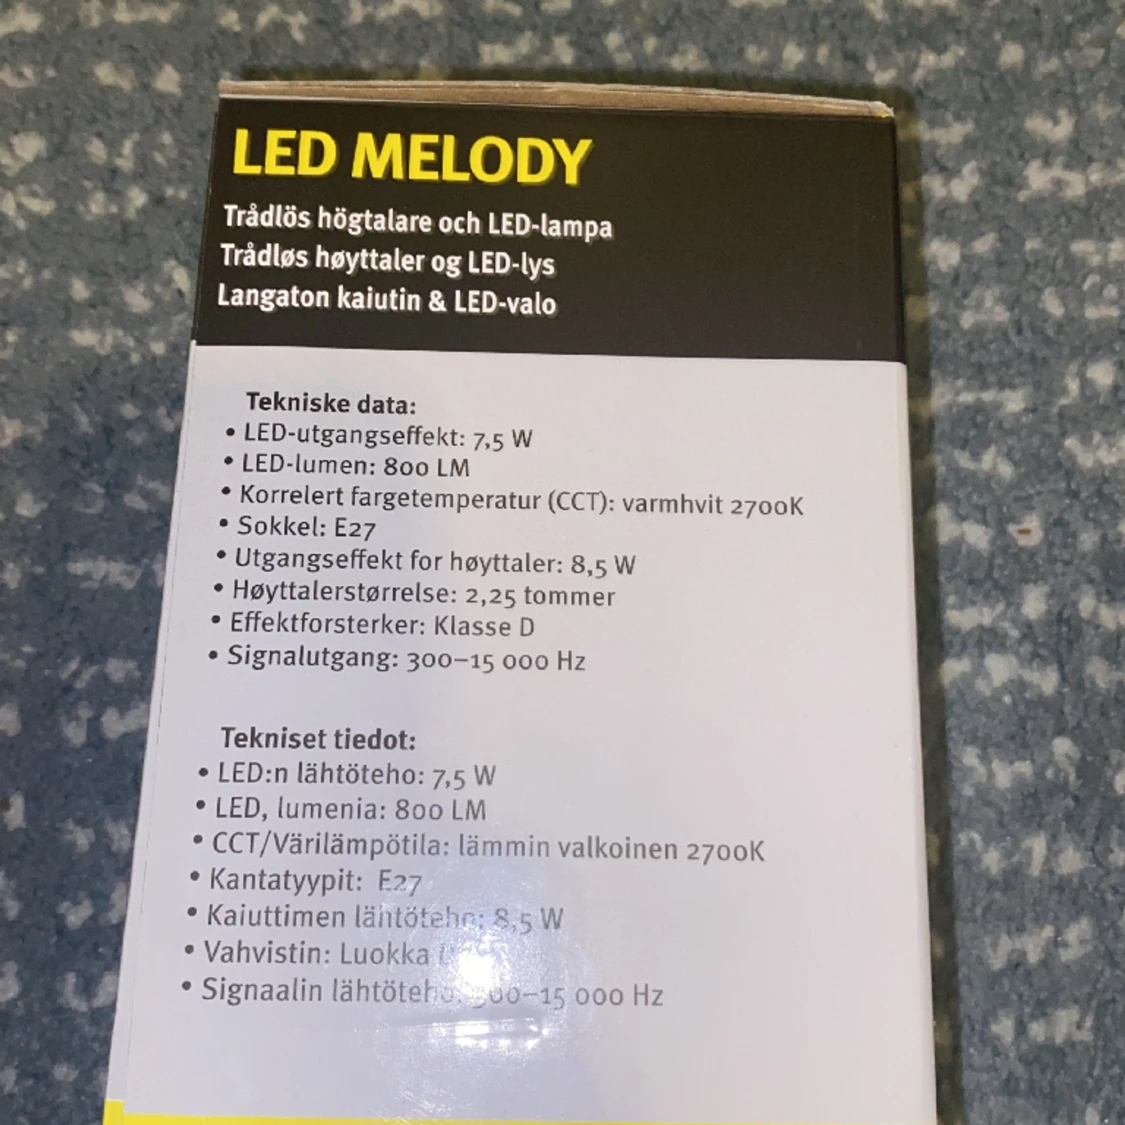 LED MELODY
Trådlös högtalare och LED-lampa
Trådløs høyttaler og LED-lys
Langaton kaiutin & LED-valo
Tekniske data:
• LED-utgangseffekt: 7,5 W
• LED-lumen: 800 LM
• Korrelert fargetemperatur (CCT): varmhvit 2700K
• Sokkel: E27
• Utgangseffekt for høyttaler: 8,5 W
• Høyttalerstørrelse: 2,25 tommer
• Effektforsterker: Klasse D
• Signalutgang: 300–15 000 Hz
Tekniset tiedot:
• LED:n lähtöteho: 7,5 W
• LED, lumenia: 800 LM
• CCT/Värilämpötila: lämmin valkoinen 2700K
• Kantatyypit: E27
• Kaiuttimen lähtöteho: 8,5 W
• Vahvistin: Luokka
• Signaalin lähtöteho: 300–15 000 Hz